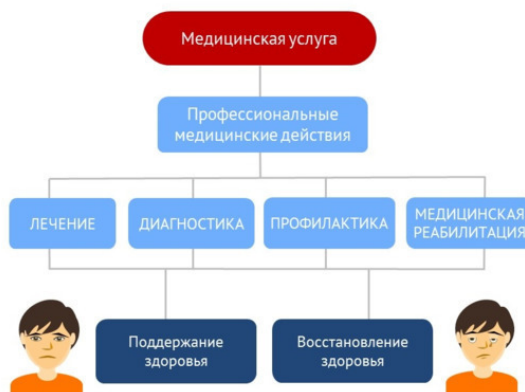 Медицинская услуга
Профессиональные
медицинские действия
ЛЕЧЕНИЕ
ДИАГНОСТИКА
ПРОФИЛАКТИКА
МЕДИЦИНСКАЯ
РЕАБИЛИТАЦИЯ
Поддержание
здоровья
Восстановление
здоровья